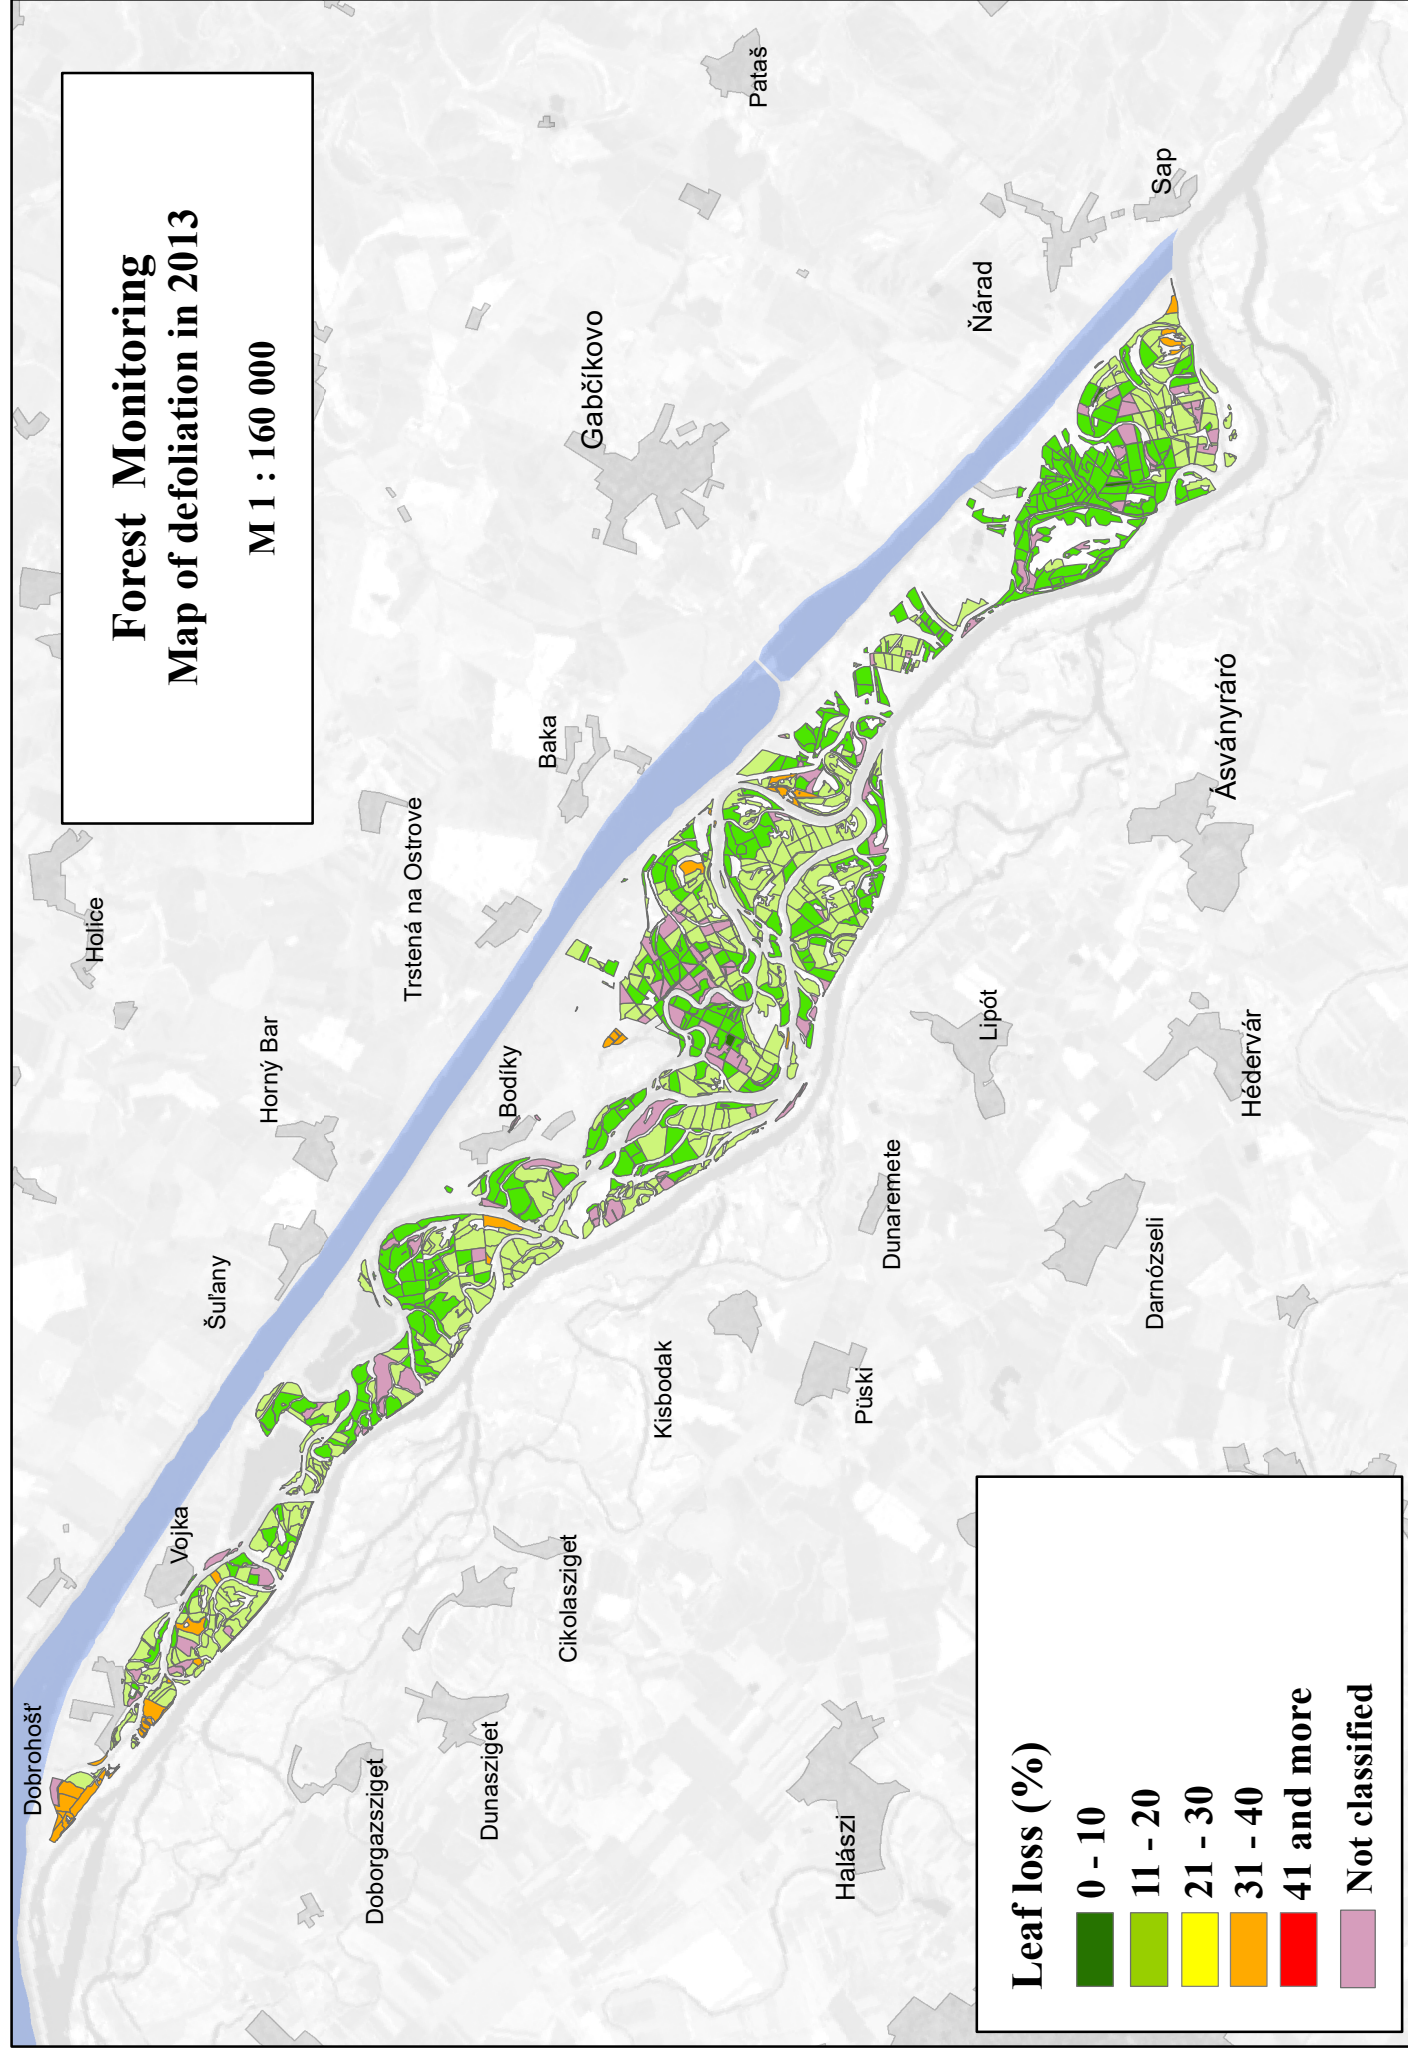 Forest Monitoring
Map of defoliation in 2013
M 1 : 160 000
Dobrohošť
Vojka
Šuľany
Horný Bar
Holice
Bodíky
Trstená na Ostrove
Baka
Gabčíkovo
Ňárad
Sap
Pataš
Doborgazsziget
Dunasziget
Cikolasziget
Kisbodak
Püski
Dunaremete
Lipót
Halászi
Darnózseli
Hédervár
Ásványráró
Leaf loss (%)
0 - 10
11 - 20
21 - 30
31 - 40
41 and more
Not classified